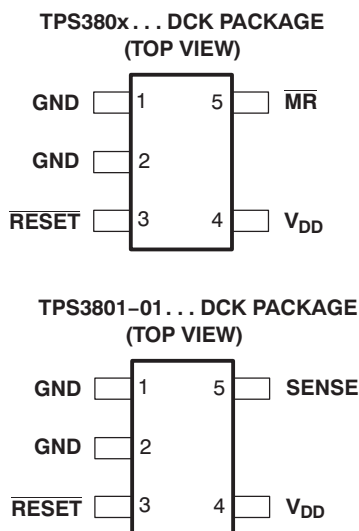 TPS380x . . . DCK PACKAGE
(TOP VIEW)
GND 1 5 MR
GND 2
RESET 3 4 VDD
TPS3801–01 . . . DCK PACKAGE
(TOP VIEW)
GND 1 5 SENSE
GND 2
RESET 3 4 VDD